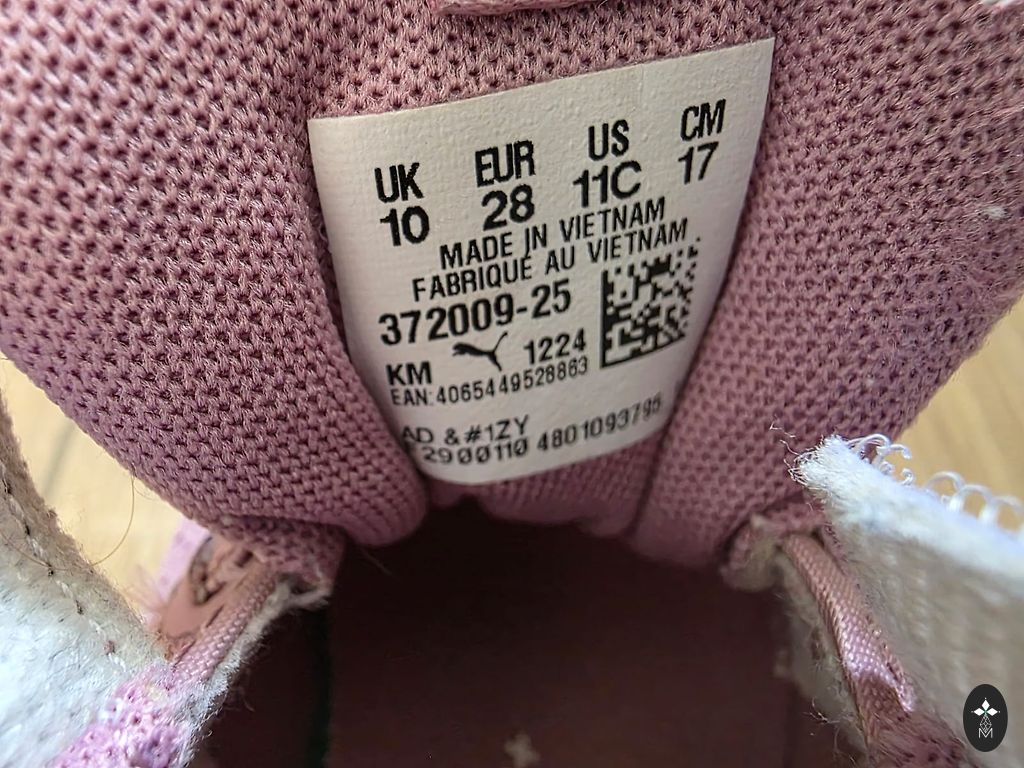 UK EUR US CM
10 28 11C 17
MADE IN VIETNAM
FABRIQUE AU VIETNAM
372009-25
KM 1224
EAN:4065449528863
AD &#1ZY
2900110 4801093795
M